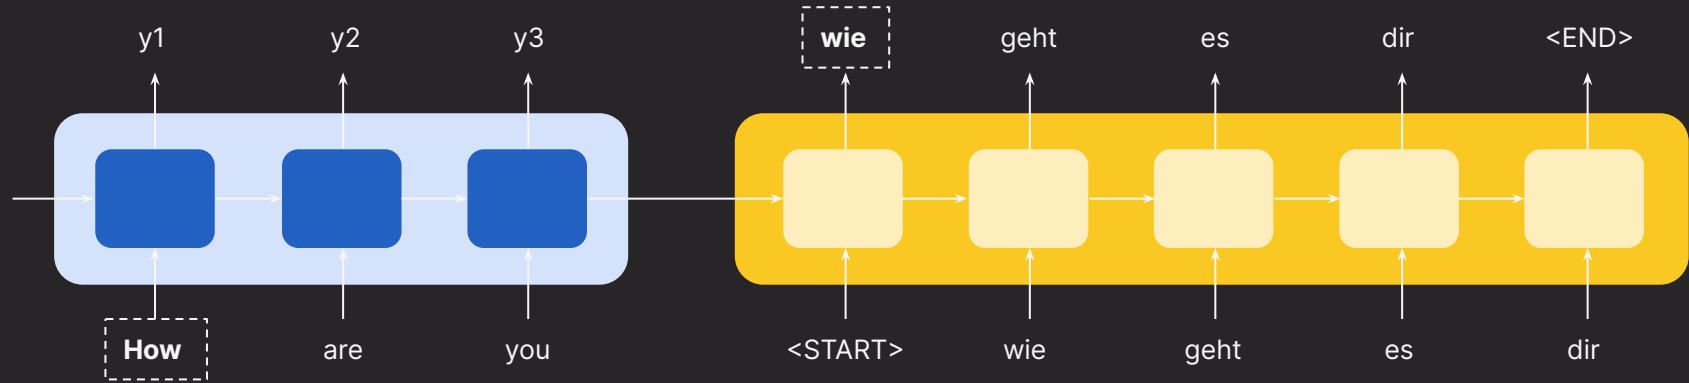 y1 y2 y3 wie geht es dir <END>
How are you <START> wie geht es dir